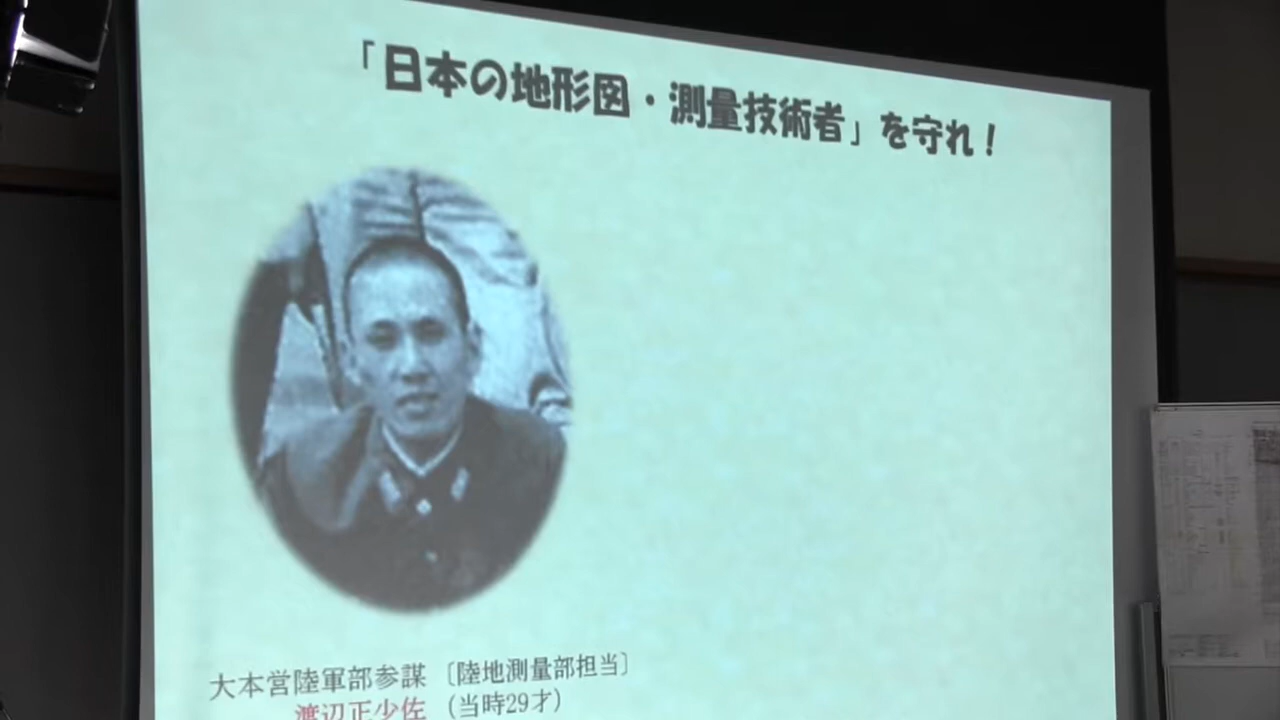 「日本の地形図・測量技術者」を守れ!
大本営陸軍部参謀〔陸地測量部担当〕
渡辺正少佐(当時29才)